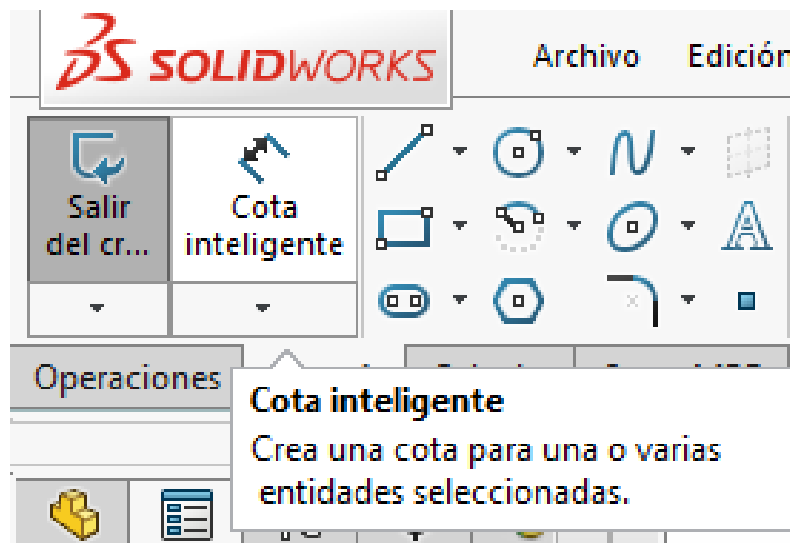 SOLIDWORKS
Archivo Edición
Salir
del cr...
Cota
inteligente
Operaciones
Cota inteligente
Crea una cota para una o varias
entidades seleccionadas.